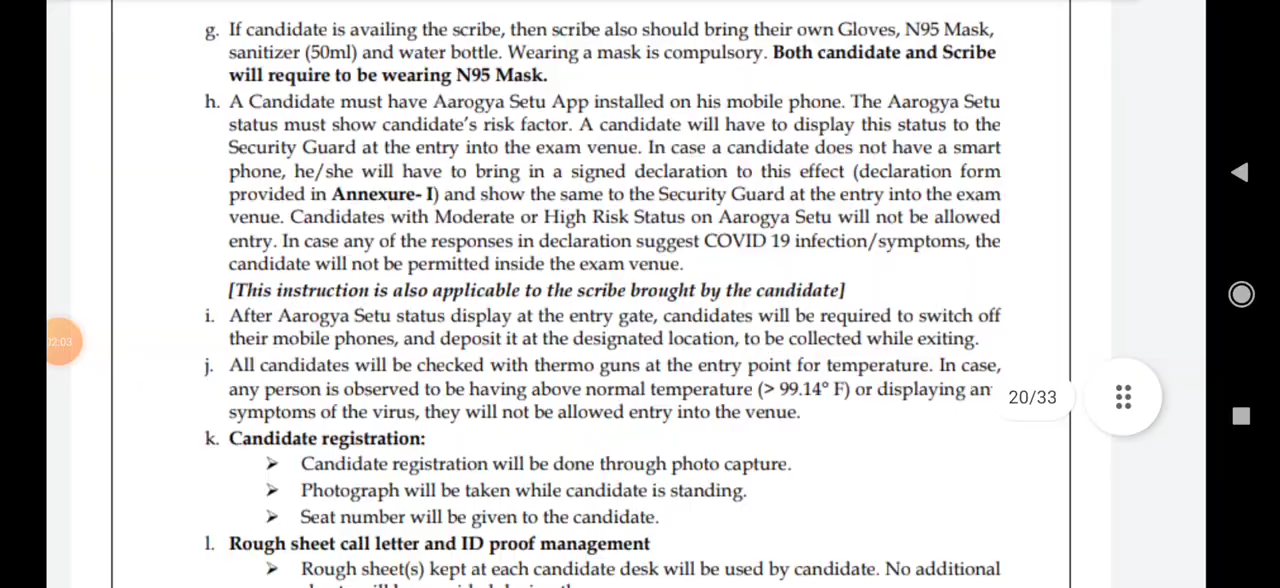 g. If candidate is availing the scribe, then scribe also should bring their own Gloves, N95 Mask,
sanitizer (50ml) and water bottle. Wearing a mask is compulsory. Both candidate and Scribe
will require to be wearing N95 Mask.
h. A Candidate must have Aarogya Setu App installed on his mobile phone. The Aarogya Setu
status must show candidate's risk factor. A candidate will have to display this status to the
Security Guard at the entry into the exam venue. In case a candidate does not have a smart
phone, he/she will have to bring in a signed declaration to this effect (declaration form
provided in Annexure- I) and show the same to the Security Guard at the entry into the exam
venue. Candidates with Moderate or High Risk Status on Aarogya Setu will not be allowed
entry. In case any of the responses in declaration suggest COVID 19 infection/symptoms, the
candidate will not be permitted inside the exam venue.
[This instruction is also applicable to the scribe brought by the candidate]
i. After Aarogya Setu status display at the entry gate, candidates will be required to switch off
their mobile phones, and deposit it at the designated location, to be collected while exiting.
02:03
j. All candidates will be checked with thermo guns at the entry point for temperature. In case,
any person is observed to be having above normal temperature (> 99.14° F) or displaying an
20/33
symptoms of the virus, they will not be allowed entry into the venue.
k. Candidate registration:
➢ Candidate registration will be done through photo capture.
➢ Photograph will be taken while candidate is standing.
➢ Seat number will be given to the candidate.
l. Rough sheet call letter and ID proof management
➢ Rough sheet(s) kept at each candidate desk will be used by candidate. No additional